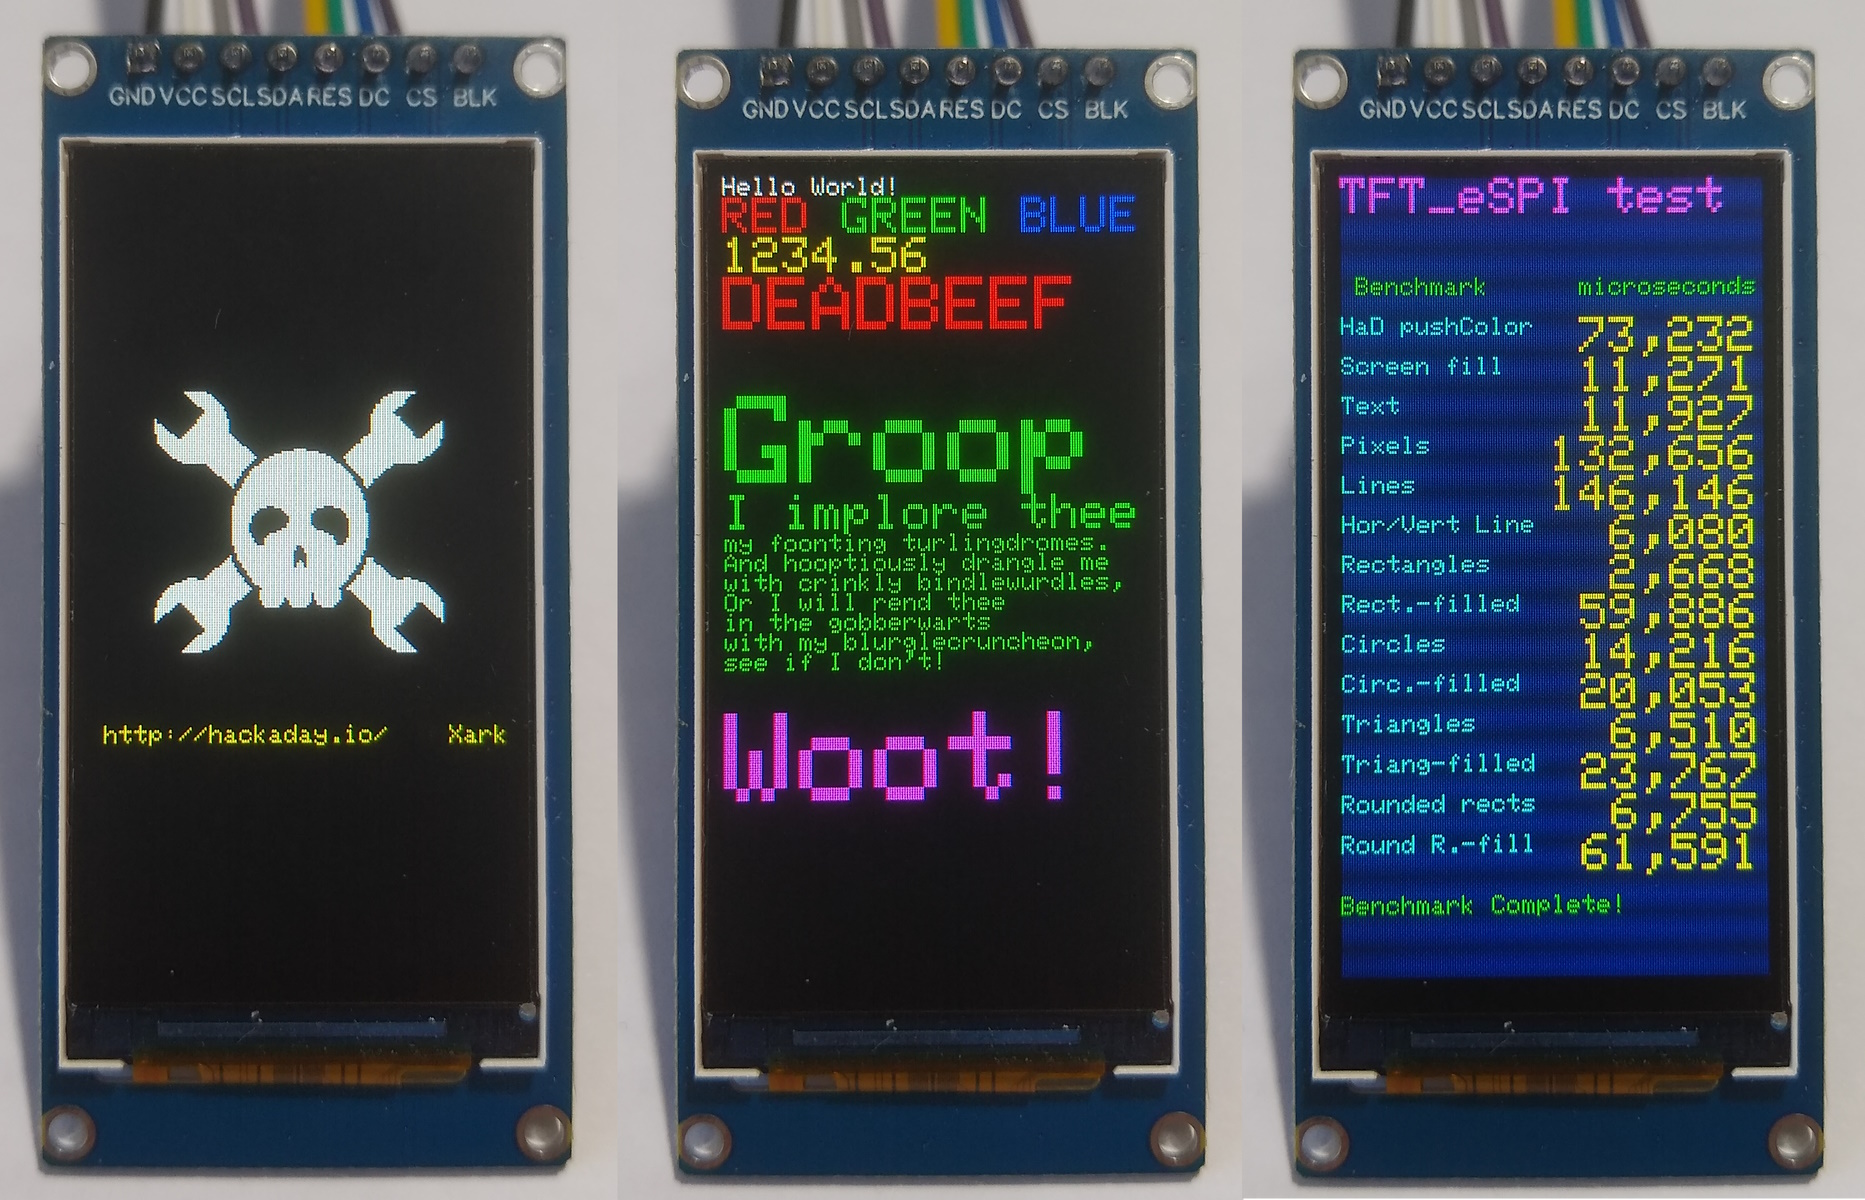 GND VCC SCL SDA RES DC CS BLK
http://hackaday.io/ Xark
GND VCC SCL SDA RES DC CS BLK
Hello World!
RED GREEN BLUE
1234.56
DEADBEEF
Groop
I implore thee
my foonting turlingdromes.
And hooptiously drangle me
with crinkly bindlewurdles,
Or I will rend thee
in the gobberwarts
with my blurglecruncheon,
see if I don't!
Woot!
GND VCC SCL SDA RES DC CS BLK
TFT_eSPI test
Benchmark microseconds
HaD pushColor 73,232
Screen fill 11,271
Text 11,927
Pixels 132,656
Lines 146,146
Hor/Vert Line 6,080
Rectangles 2,668
Rect.-filled 59,886
Circles 14,216
Circ.-filled 20,053
Triangles 6,510
Triang-filled 23,767
Rounded rects 6,755
Round R.-fill 61,591
Benchmark Complete!